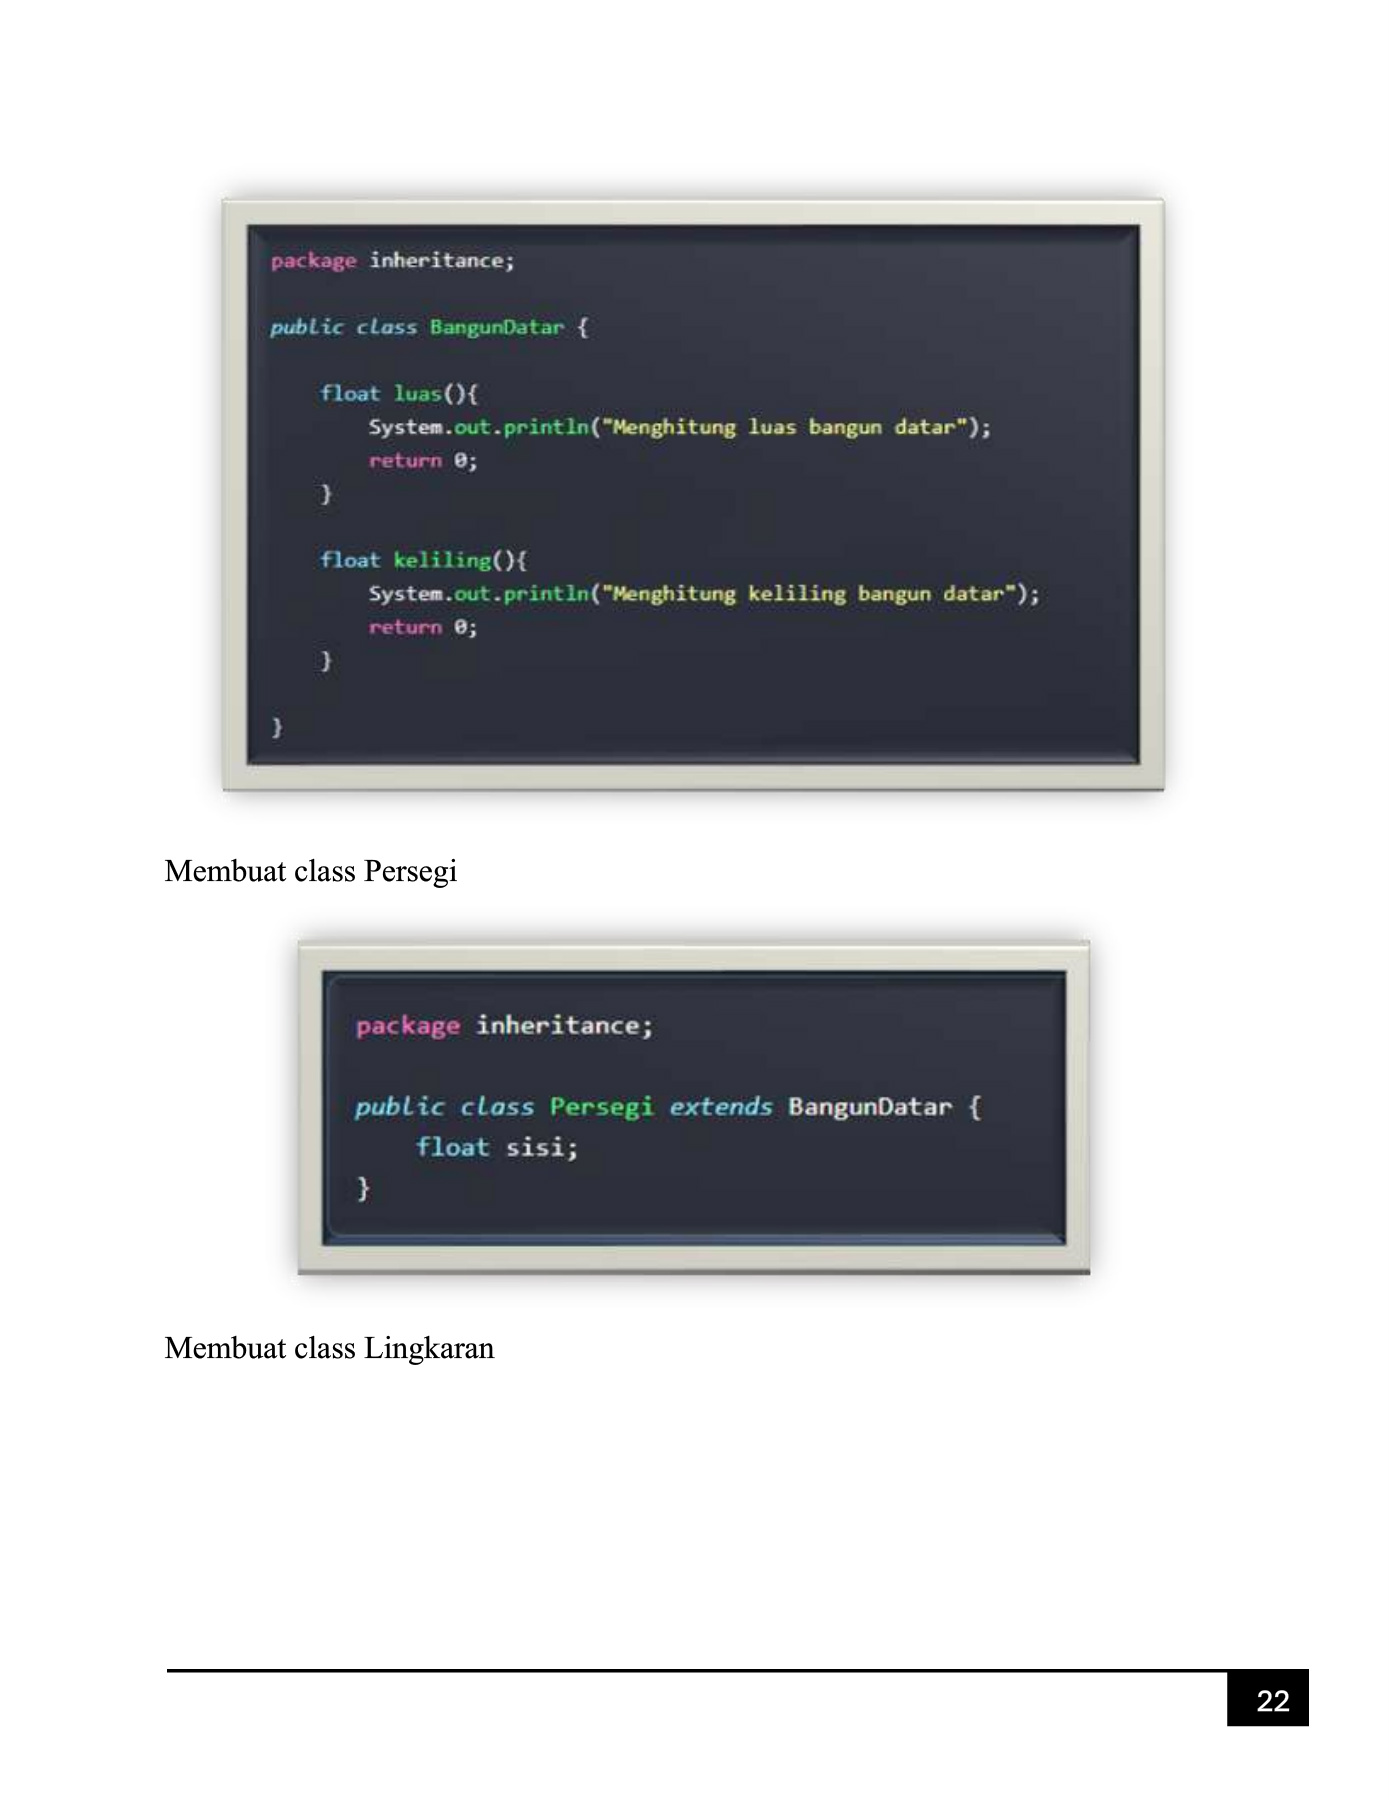 package inheritance;
public class BangunDatar {
float luas(){
System.out.println("Menghitung luas bangun datar");
return 0;
}
float keliling(){
System.out.println("Menghitung keliling bangun datar");
return 0;
}
}
Membuat class Persegi
package inheritance;
public class Persegi extends BangunDatar {
float sisi;
}
Membuat class Lingkaran
22